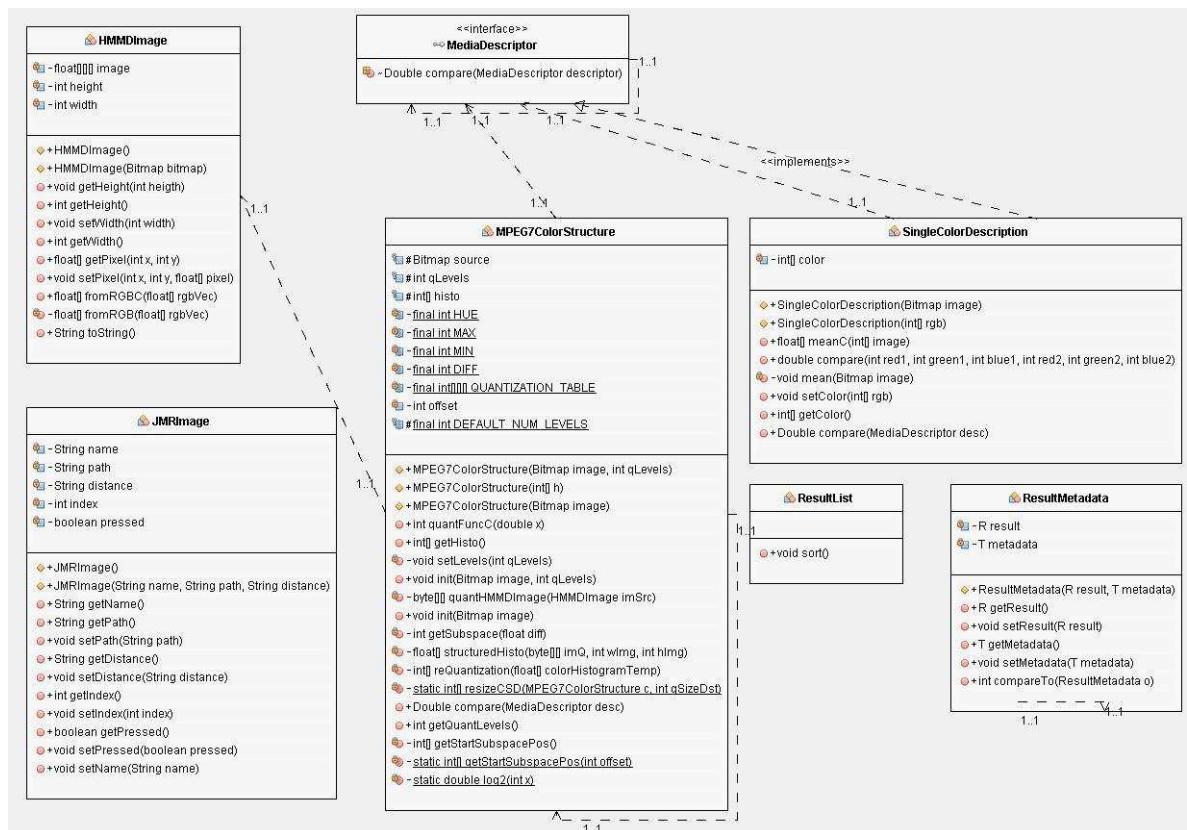 HMMDImage
-float[][][] image
-int height
-int width
+HMMDImage()
+HMMDImage(Bitmap bitmap)
+void getHeight(int heigth)
+int getHeight()
+void setWidth(int width)
+int getWidth()
+float[] getPixel(int x, int y)
+void setPixel(int x, int y, float[] pixel)
+float[] fromRGBC(float[] rgbVec)
-float[] fromRGB(float[] rgbVec)
+String toString()
<<interface>>
MediaDescriptor
~Double compare(MediaDescriptor descriptor)
1..1
1..1
1..1
1..1
<<implements>>
1..1
1..1
1..1
1..1
JMRImage
-String name
-String path
-String distance
-int index
-boolean pressed
+JMRImage()
+JMRImage(String name, String path, String distance)
+String getName()
+String getPath()
+void setPath(String path)
+String getDistance()
+void setDistance(String distance)
+int getIndex()
+void setIndex(int index)
+boolean getPressed()
+void setPressed(boolean pressed)
+void setName(String name)
MPEG7ColorStructure
#Bitmap source
#int qLevels
#int[] histo
-final int HUE
-final int MAX
-final int MIN
-final int DIFF
-final int[][][] QUANTIZATION_TABLE
-int offset
#final int DEFAULT_NUM_LEVELS
+MPEG7ColorStructure(Bitmap image, int qLevels)
+MPEG7ColorStructure(int[] h)
+MPEG7ColorStructure(Bitmap image)
+int quantFuncC(double x)
+int[] getHisto()
-void setLevels(int qLevels)
+void init(Bitmap image, int qLevels)
-byte[][] quantHMMDImage(HMMDImage imSrc)
+void init(Bitmap image)
-int getSubspace(float diff)
-float[] structuredHisto(byte[][] imQ, int wImg, int hImg)
-int[] reQuantization(float[] colorHistogramTemp)
-static int[] resizeCSD(MPEG7ColorStructure c, int qSizeDst)
+Double compare(MediaDescriptor desc)
+int getQuantLevels()
-int[] getStartSubspacePos()
-static int[] getStartSubspacePos(int offset)
-static double log2(int x)
1..1
1..1
SingleColorDescription
-int[] color
+SingleColorDescription(Bitmap image)
+SingleColorDescription(int[] rgb)
+float[] meanC(int[] image)
+double compare(int red1, int green1, int blue1, int red2, int green2, int blue2)
-void mean(Bitmap image)
+void setColor(int[] rgb)
+int[] getColor()
+Double compare(MediaDescriptor desc)
ResultList
+void sort()
ResultMetadata
-R result
-T metadata
+ResultMetadata(R result, T metadata)
+R getResult()
+void setResult(R result)
+T getMetadata()
+void setMetadata(T metadata)
+int compareTo(ResultMetadata o)
1..1
1..1